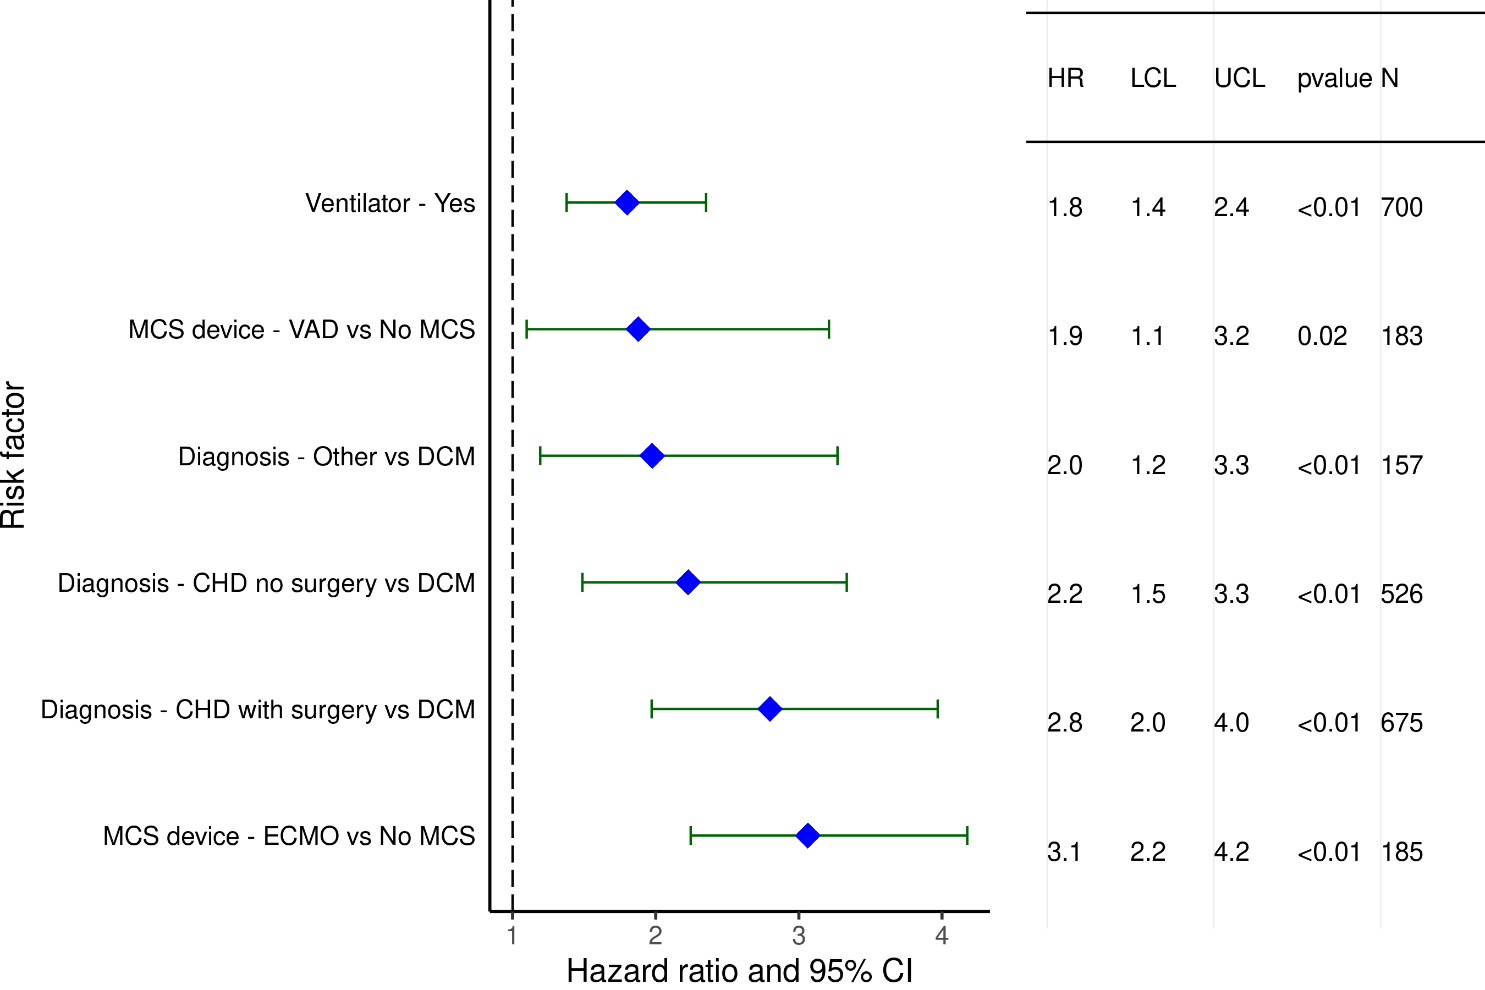 HR LCL UCL pvalue N
Ventilator - Yes 1.8 1.4 2.4 <0.01 700
MCS device - VAD vs No MCS 1.9 1.1 3.2 0.02 183
Diagnosis - Other vs DCM 2.0 1.2 3.3 <0.01 157
Diagnosis - CHD no surgery vs DCM 2.2 1.5 3.3 <0.01 526
Diagnosis - CHD with surgery vs DCM 2.8 2.0 4.0 <0.01 675
MCS device - ECMO vs No MCS 3.1 2.2 4.2 <0.01 185
Risk factor
1 2 3 4
Hazard ratio and 95% CI